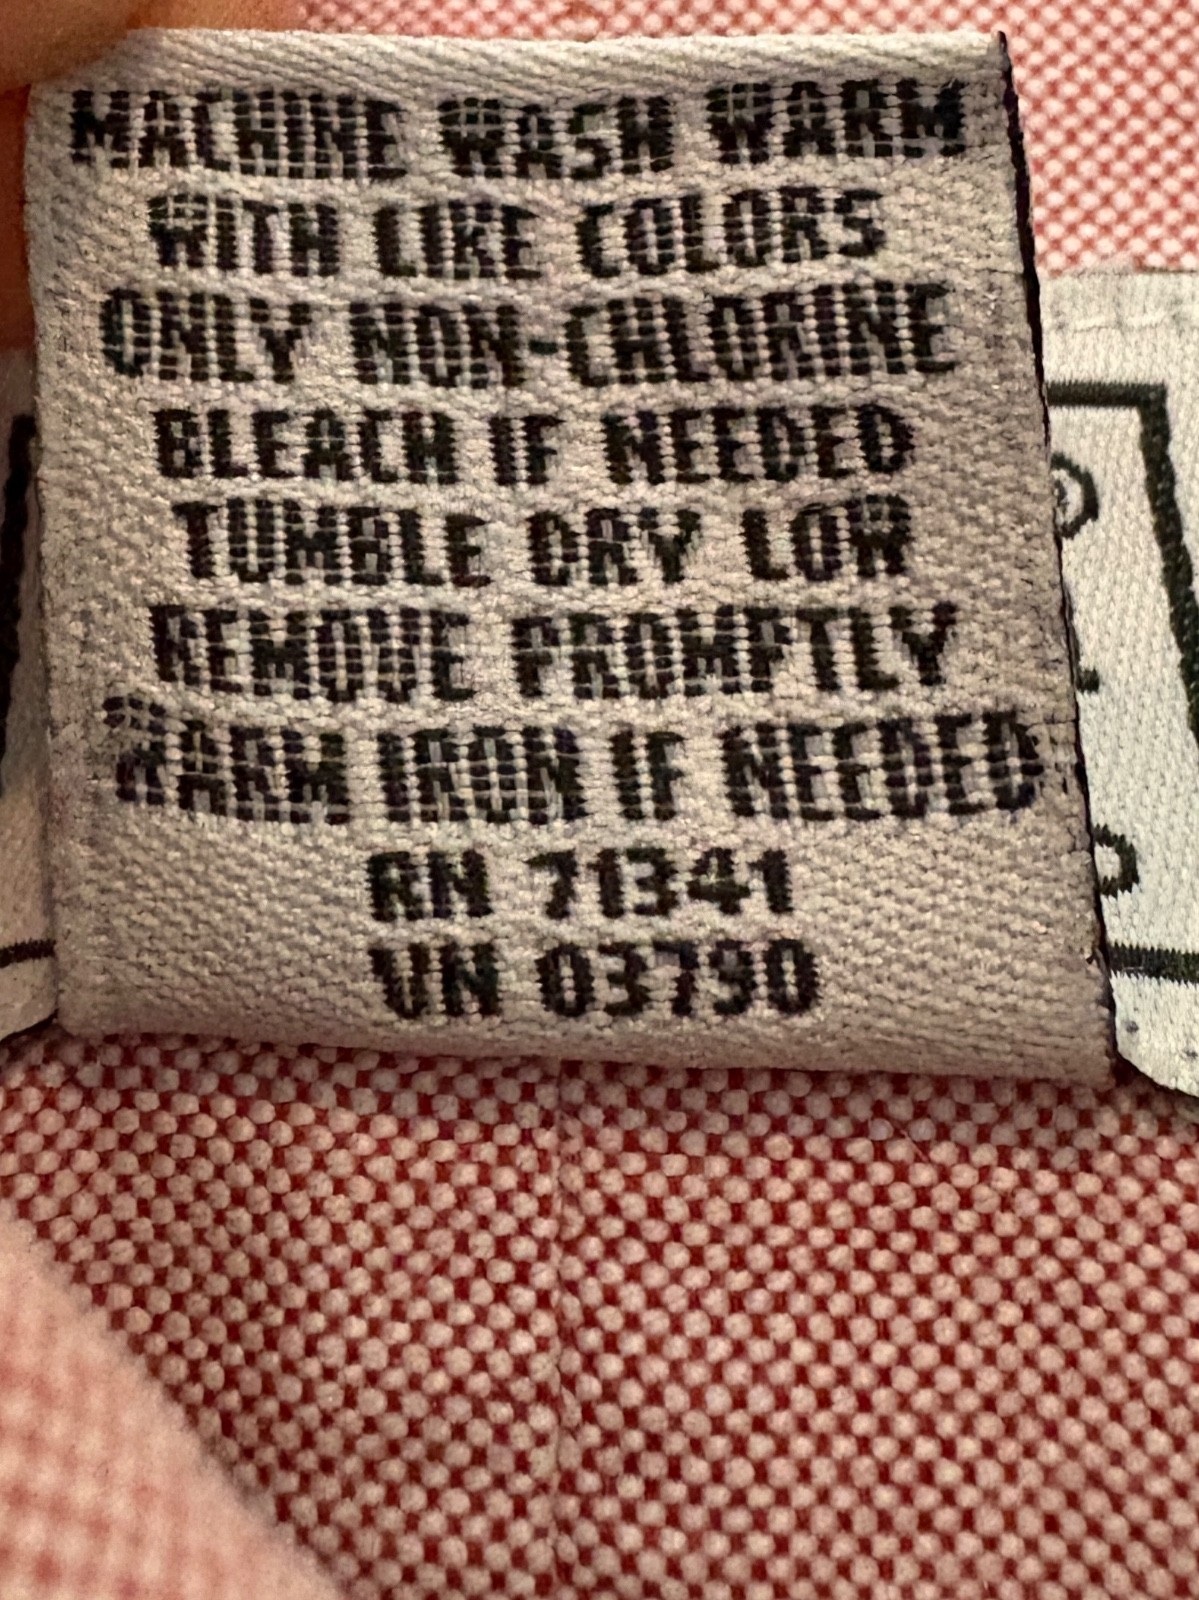 MACHINE WASH WARM
WITH LIKE COLORS
ONLY NON-CHLORINE
BLEACH IF NEEDED
TUMBLE DRY LOW
REMOVE PROMPTLY
WARM IRON IF NEEDED
RN 71341
VN 03790